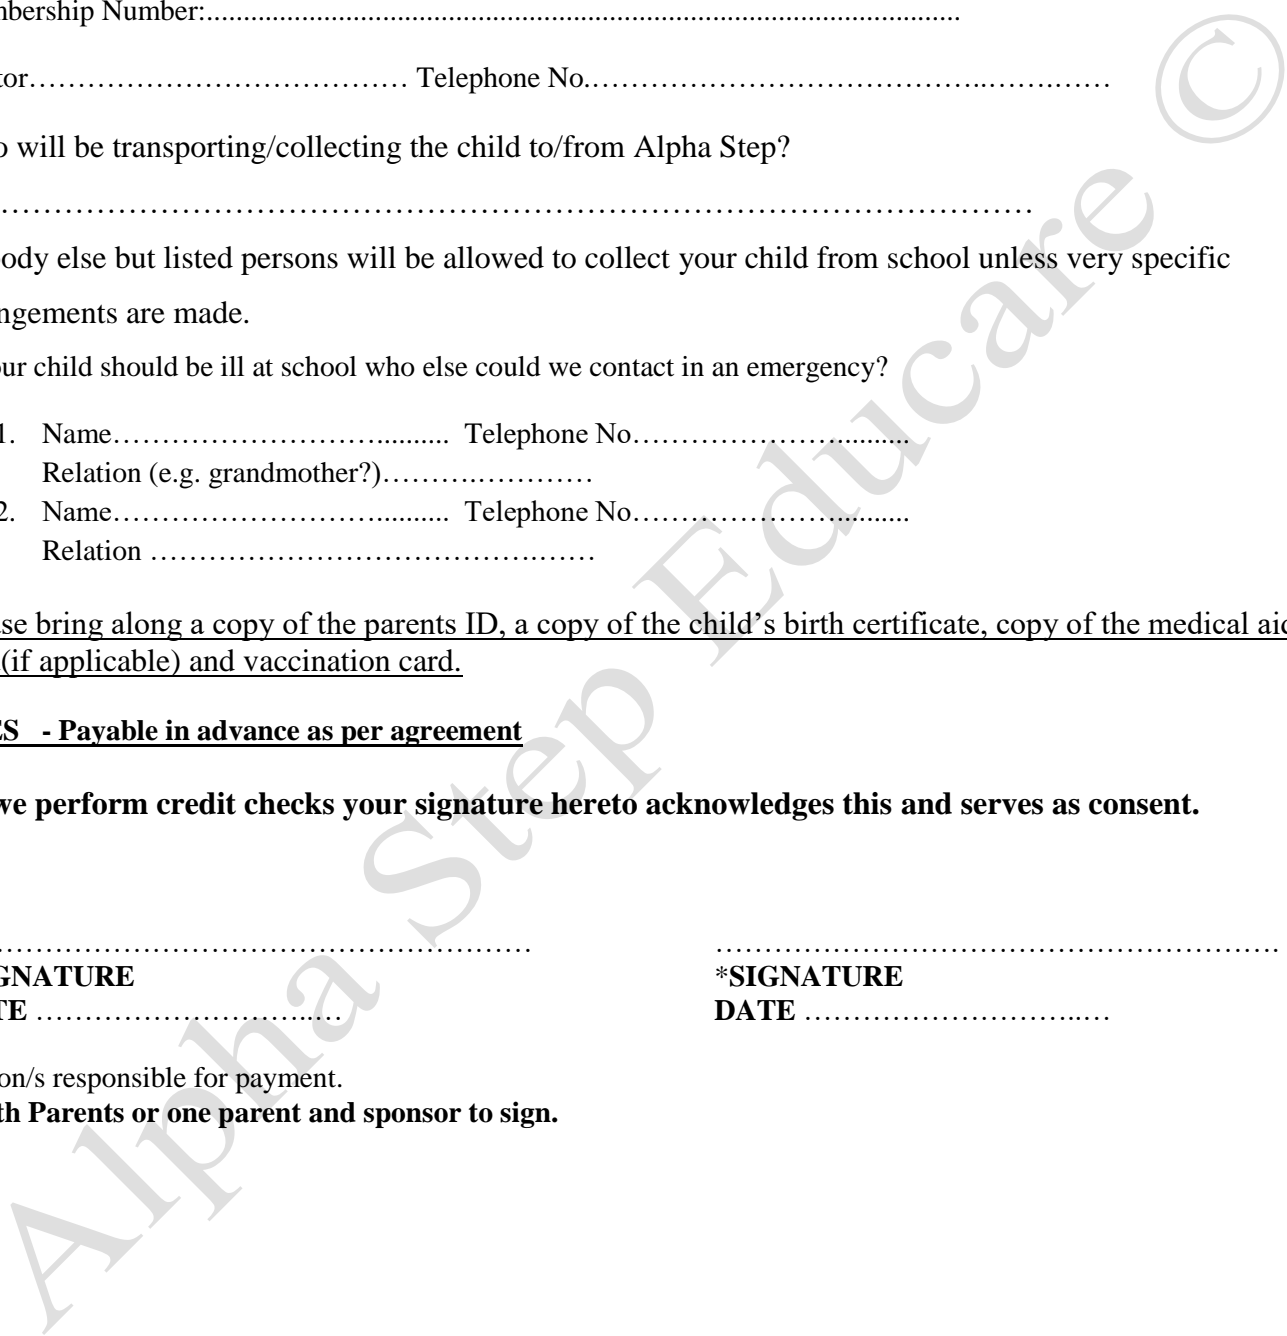 nbership Number:..........................................................................................................
tor………………………………… Telephone No.…………………………………..…….……
o will be transporting/collecting the child to/from Alpha Step?
………………………………………………………………………………………
body else but listed persons will be allowed to collect your child from school unless very specific
ngements are made.
our child should be ill at school who else could we contact in an emergency?
1. Name……………………….......... Telephone No…………………..........
Relation (e.g. grandmother?)……….…………
2. Name……………………….......... Telephone No…………………..........
Relation ………………………………….……
se bring along a copy of the parents ID, a copy of the child’s birth certificate, copy of the medical aid
(if applicable) and vaccination card.
ES - Payable in advance as per agreement
we perform credit checks your signature hereto acknowledges this and serves as consent.
………………………………………………… …………………………………………………
GNATURE *SIGNATURE
TE ………………………..… DATE ………………………..…
on/s responsible for payment.
th Parents or one parent and sponsor to sign.
Alpha Step Educare ©